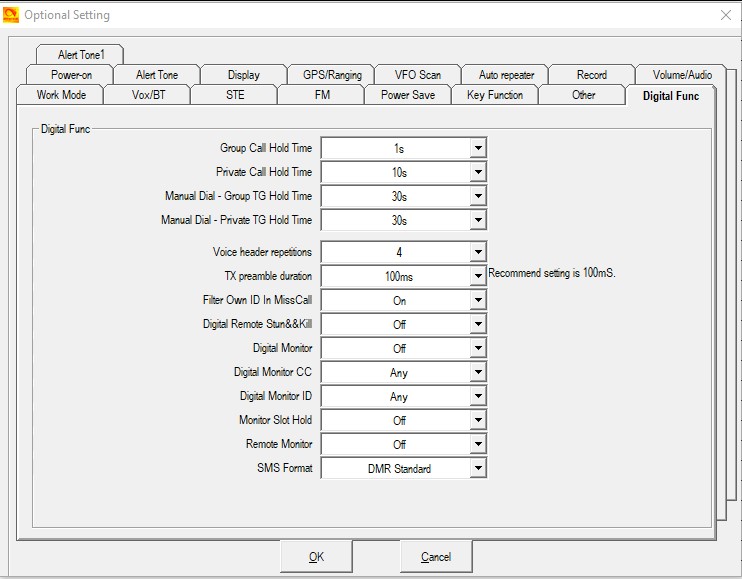 Optional Setting
Alert Tone1
Power-on Alert Tone Display GPS/Ranging VFO Scan Auto repeater Record Volume/Audio
Work Mode Vox/BT STE FM Power Save Key Function Other Digital Func
Digital Func
Group Call Hold Time 1s
Private Call Hold Time 10s
Manual Dial - Group TG Hold Time 30s
Manual Dial - Private TG Hold Time 30s
Voice header repetitions 4
TX preamble duration 100ms Recommend setting is 100mS.
Filter Own ID In MissCall On
Digital Remote Stun&&Kill Off
Digital Monitor Off
Digital Monitor CC Any
Digital Monitor ID Any
Monitor Slot Hold Off
Remote Monitor Off
SMS Format DMR Standard
OK Cancel